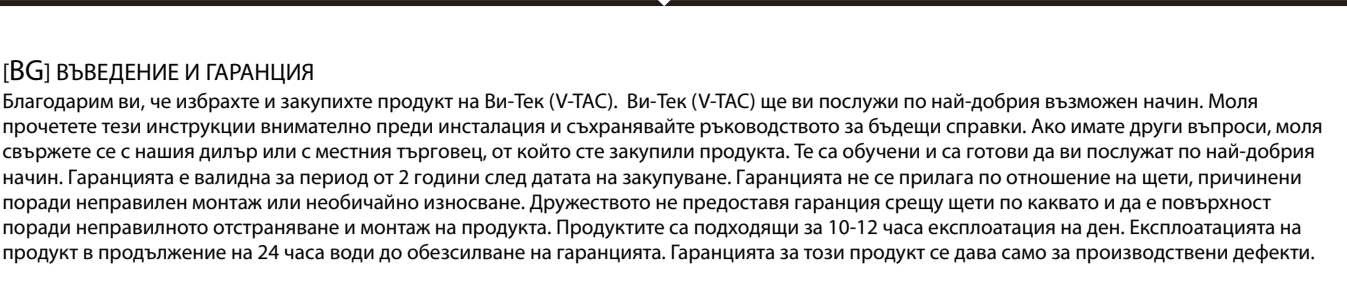 [BG] ВЪВЕДЕНИЕ И ГАРАНЦИЯ
Благодарим ви, че избрахте и закупихте продукт на Ви-Тек (V-TAC).  Ви-Тек (V-TAC) ще ви послужи по най-добрия възможен начин. Моля
прочетете тези инструкции внимателно преди инсталация и съхранявайте ръководството за бъдещи справки. Ако имате други въпроси, моля
свържете се с нашия дилър или с местния търговец, от който сте закупили продукта. Те са обучени и са готови да ви послужат по най-добрия
начин. Гаранцията е валидна за период от 2 години след датата на закупуване. Гаранцията не се прилага по отношение на щети, причинени
поради неправилен монтаж или необичайно износване. Дружеството не предоставя гаранция срещу щети по каквато и да е повърхност
поради неправилното отстраняване и монтаж на продукта. Продуктите са подходящи за 10-12 часа експлоатация на ден. Експлоатацията на
продукт в продължение на 24 часа води до обезсилване на гаранцията. Гаранцията за този продукт се дава само за производствени дефекти.